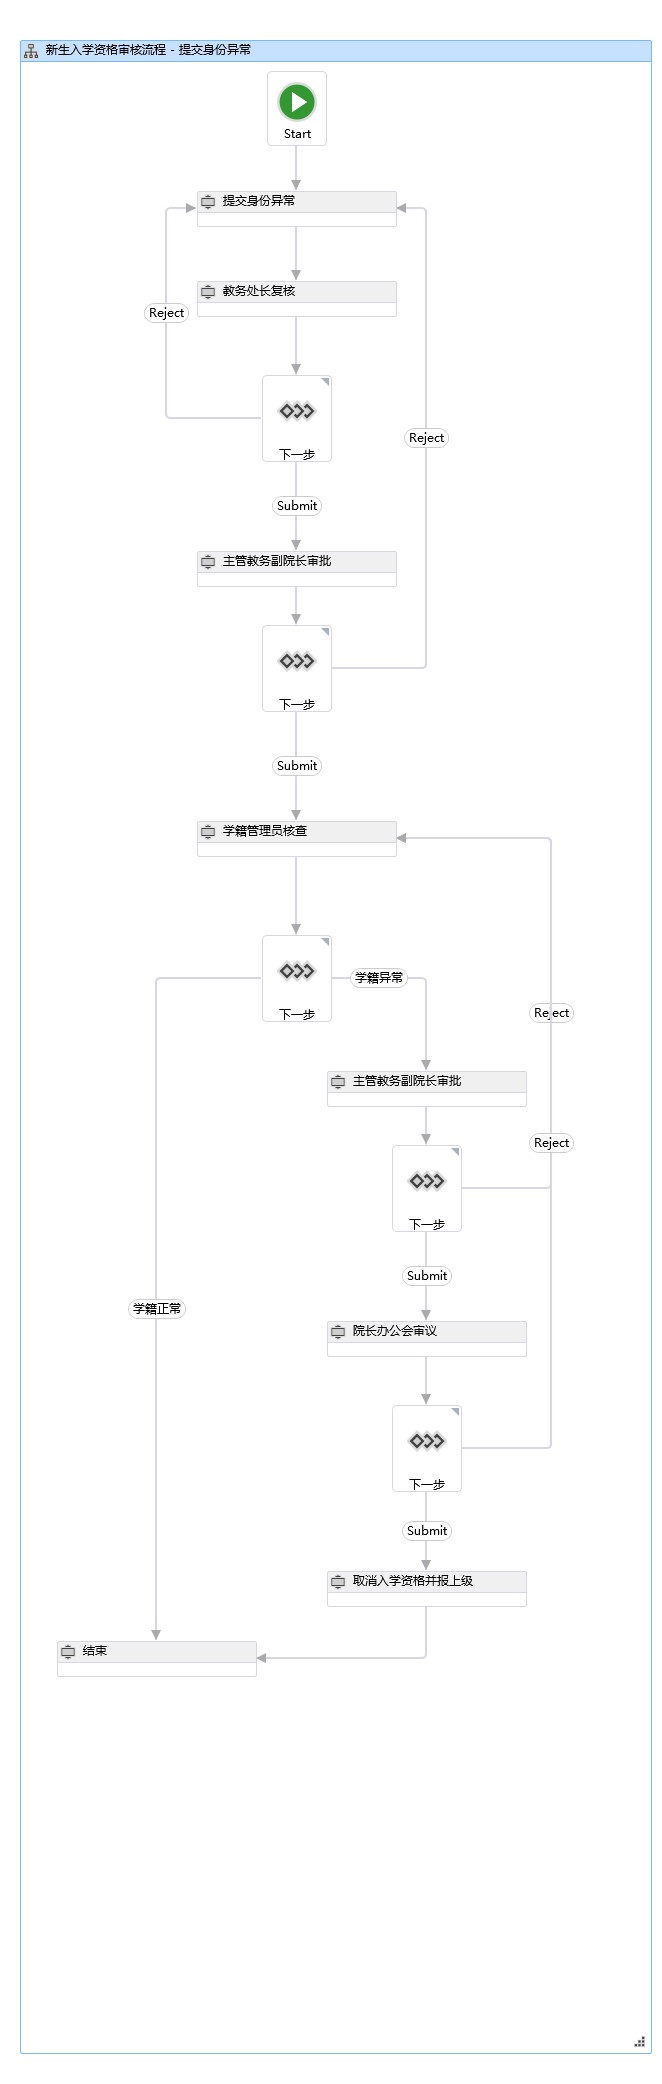 新生入学资格审核流程 - 提交身份异常
Start
提交身份异常
教务处长复核
Reject
下一步
Reject
Submit
主管教务副院长审批
下一步
Submit
学籍管理员核查
下一步
学籍异常
Reject
主管教务副院长审批
Reject
下一步
Submit
学籍正常
院长办公会审议
下一步
Submit
取消入学资格并报上级
结束